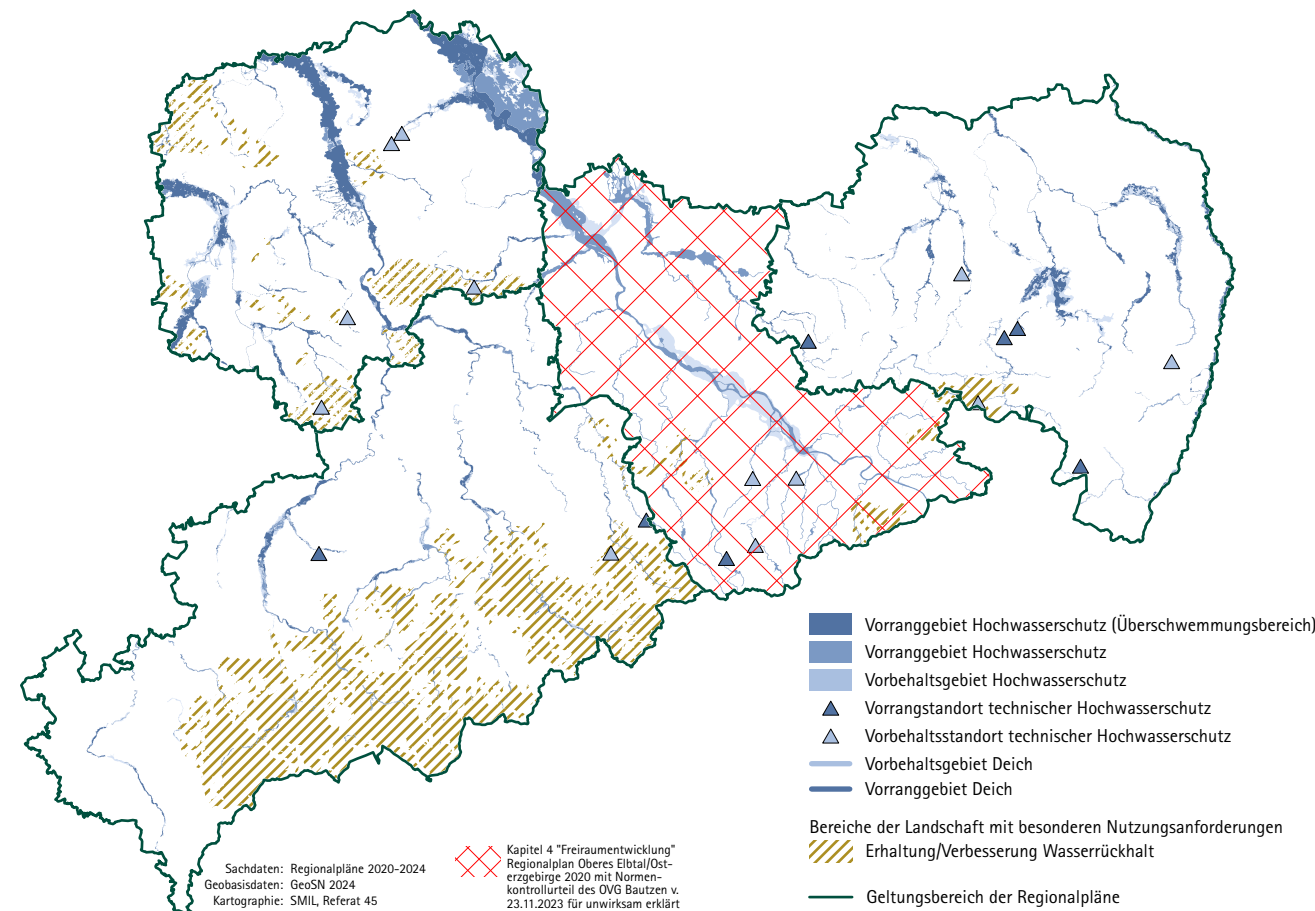 Vorranggebiet Hochwasserschutz (Überschwemmungsbereich)
Vorranggebiet Hochwasserschutz
Vorbehaltsgebiet Hochwasserschutz
Vorrangstandort technischer Hochwasserschutz
Vorbehaltsstandort technischer Hochwasserschutz
Vorbehaltsgebiet Deich
Vorranggebiet Deich
Bereiche der Landschaft mit besonderen Nutzungsanforderungen
Erhaltung/Verbesserung Wasserrückhalt
Geltungsbereich der Regionalpläne
Sachdaten: Regionalpläne 2020-2024
Geobasisdaten: GeoSN 2024
Kartographie: SMIL, Referat 45
Kapitel 4 "Freiraumentwicklung"
Regionalplan Oberes Elbtal/Ost-
erzgebirge 2020 mit Normen-
kontrollurteil des OVG Bautzen v.
23.11.2023 für unwirksam erklärt